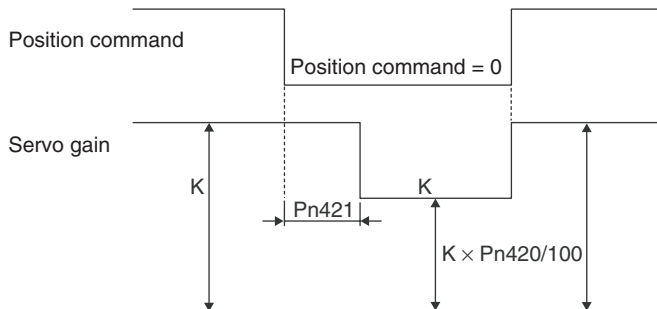 Position command
Position command = 0
Servo gain
K
K
Pn421
K × Pn420/100